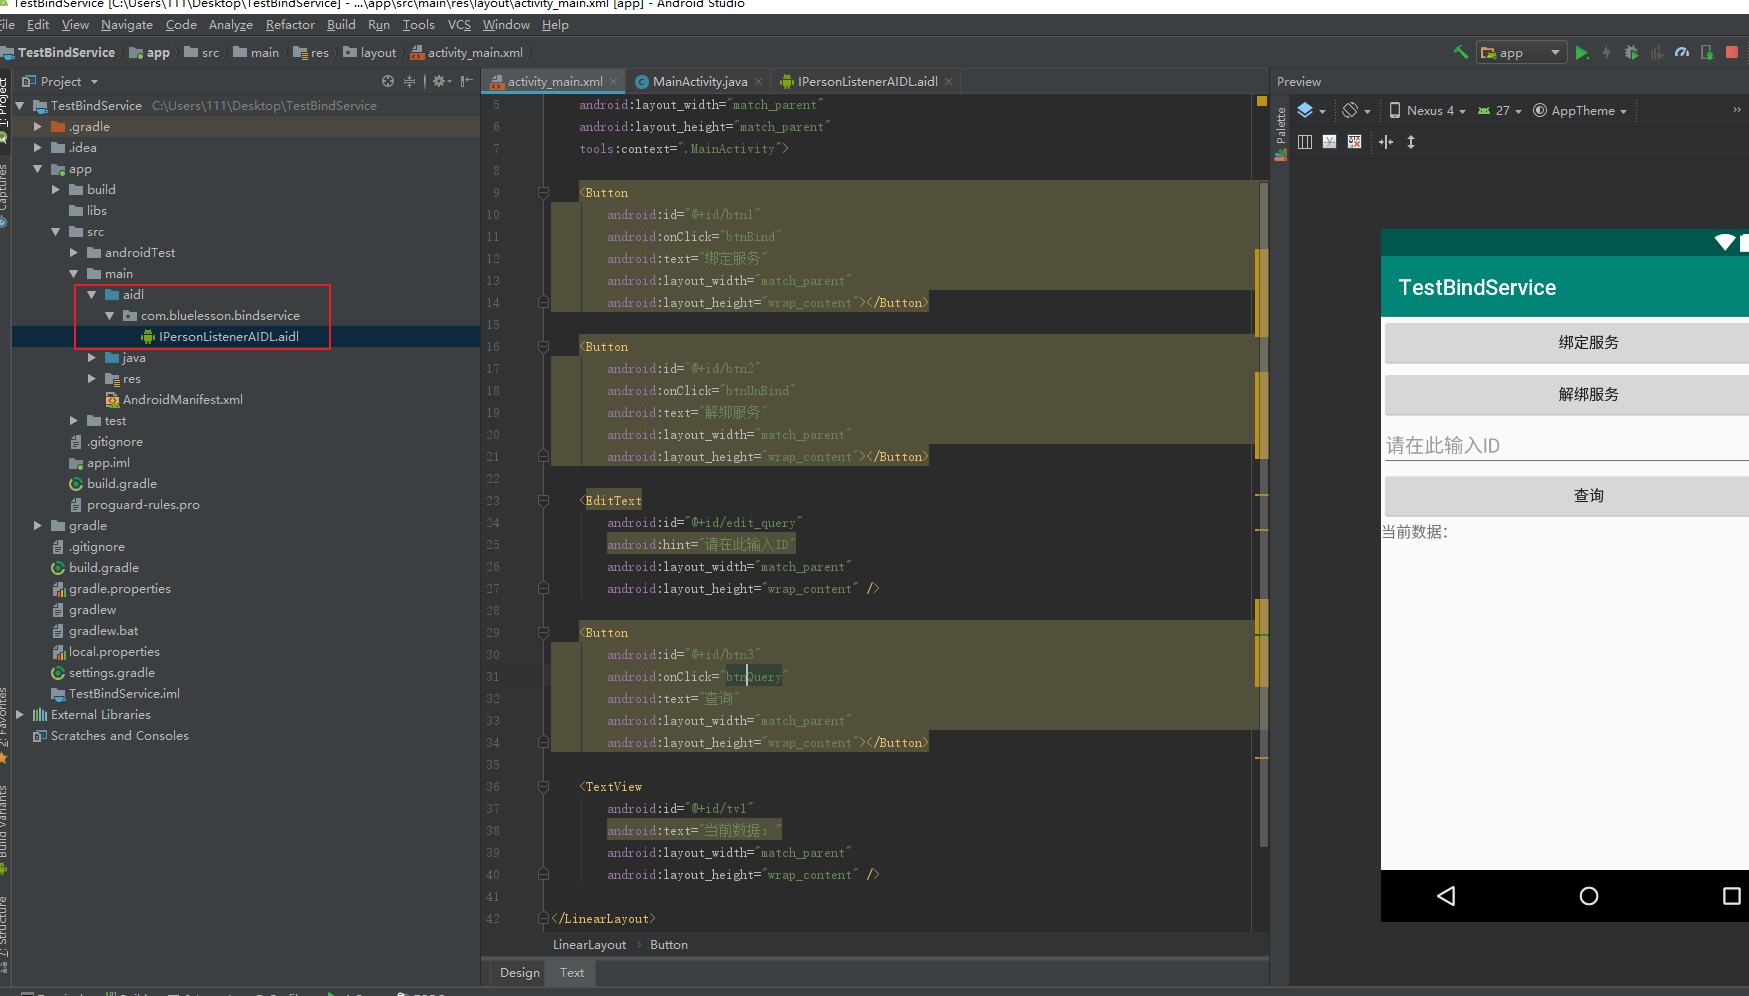 TestBindService [C:\Users\111\Desktop\TestBindService] - ...\app\src\main\res\layout\activity_main.xml [app] - Android Studio
File Edit View Navigate Code Analyze Refactor Build Run Tools VCS Window Help
TestBindService app src main res layout activity_main.xml
app
Project
activity_main.xml MainActivity.java IPersonListenerAIDL.aidl
Preview
1: Project
Captures
2: Favorites
Build Variants
7: Structure
TestBindService C:\Users\111\Desktop\TestBindService
.gradle
.idea
app
build
libs
src
androidTest
main
aidl
com.bluelesson.bindservice
IPersonListenerAIDL.aidl
java
res
AndroidManifest.xml
test
.gitignore
app.iml
build.gradle
proguard-rules.pro
gradle
.gitignore
build.gradle
gradle.properties
gradlew
gradlew.bat
local.properties
settings.gradle
TestBindService.iml
External Libraries
Scratches and Consoles
5 android:layout_width="match_parent"
6 android:layout_height="match_parent"
7 tools:context=".MainActivity">
8
9 <Button
10 android:id="@+id/btn1"
11 android:onClick="btnBind"
12 android:text="绑定服务"
13 android:layout_width="match_parent"
14 android:layout_height="wrap_content"></Button>
15
16 <Button
17 android:id="@+id/btn2"
18 android:onClick="btnUnBind"
19 android:text="解绑服务"
20 android:layout_width="match_parent"
21 android:layout_height="wrap_content"></Button>
22
23 <EditText
24 android:id="@+id/edit_query"
25 android:hint="请在此输入ID"
26 android:layout_width="match_parent"
27 android:layout_height="wrap_content" />
28
29 <Button
30 android:id="@+id/btn3"
31 android:onClick="btnQuery"
32 android:text="查询"
33 android:layout_width="match_parent"
34 android:layout_height="wrap_content"></Button>
35
36 <TextView
37 android:id="@+id/tv1"
38 android:text="当前数据："
39 android:layout_width="match_parent"
40 android:layout_height="wrap_content" />
41
42 </LinearLayout>
LinearLayout › Button
Design Text
Palette
Nexus 4 27 AppTheme
TestBindService
绑定服务
解绑服务
请在此输入ID
查询
当前数据：